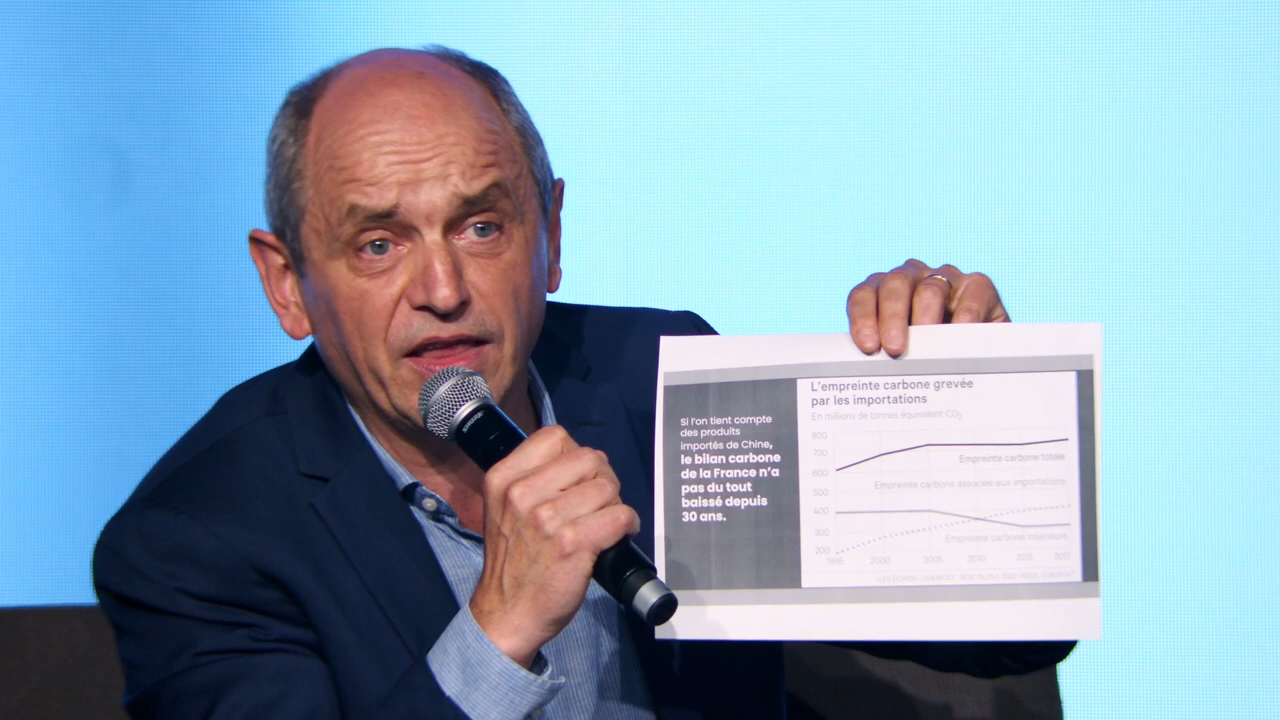 SHURE
Si l'on tient compte
des produits
importés de Chine,
le bilan carbone
de la France n'a
pas du tout
baissé depuis
30 ans.
L'empreinte carbone grevée
par les importations
En millions de tonnes équivalent CO₂
800
700
Empreinte carbone totale
600
Empreinte carbone associée aux importations
500
400
300
Empreinte carbone intérieure
200
1995 2000 2005 2010 2015